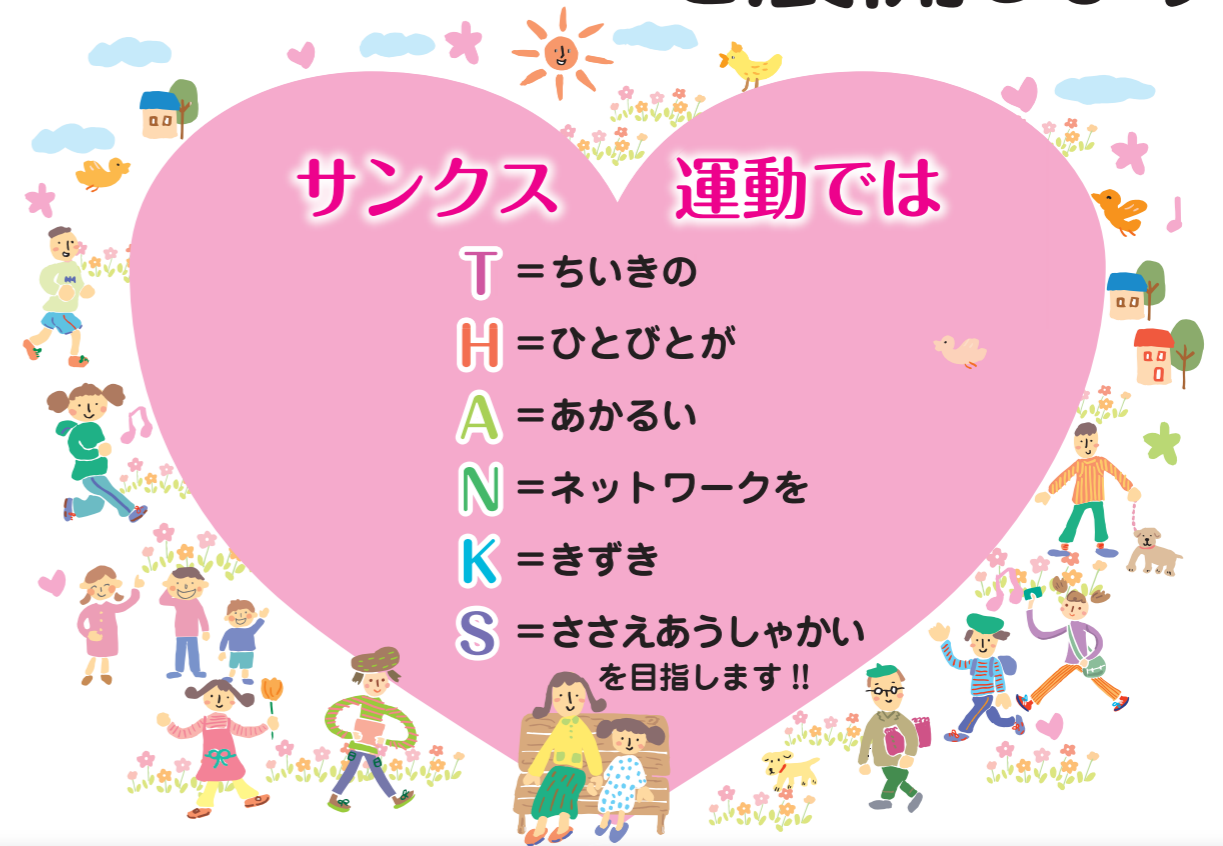 サンクス 運動では
T＝ちいきの
H＝ひとびとが
A＝あかるい
N＝ネットワークを
K＝きずき
S＝ささえあうしゃかい
を目指します!!